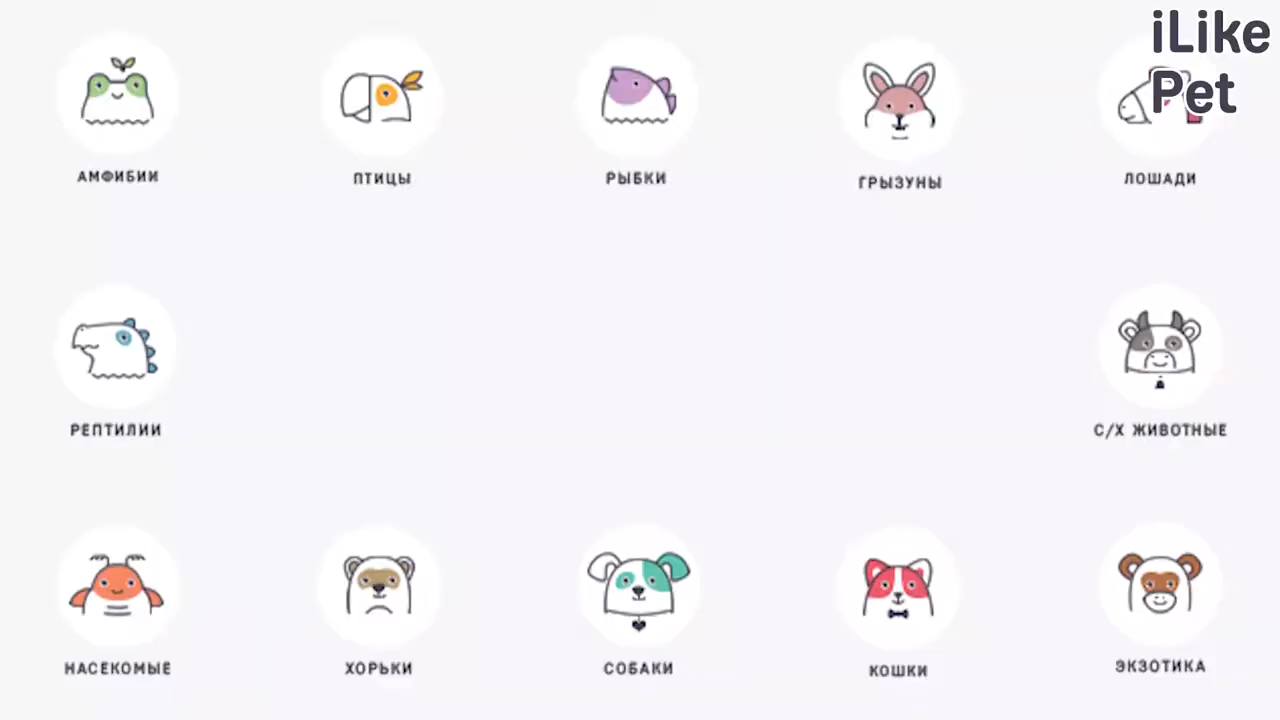 iLike
Pet
АМФИБИИ
ПТИЦЫ
РЫБКИ
ГРЫЗУНЫ
ЛОШАДИ
РЕПТИЛИИ
С/Х ЖИВОТНЫЕ
НАСЕКОМЫЕ
ХОРЬКИ
СОБАКИ
КОШКИ
ЭКЗОТИКА